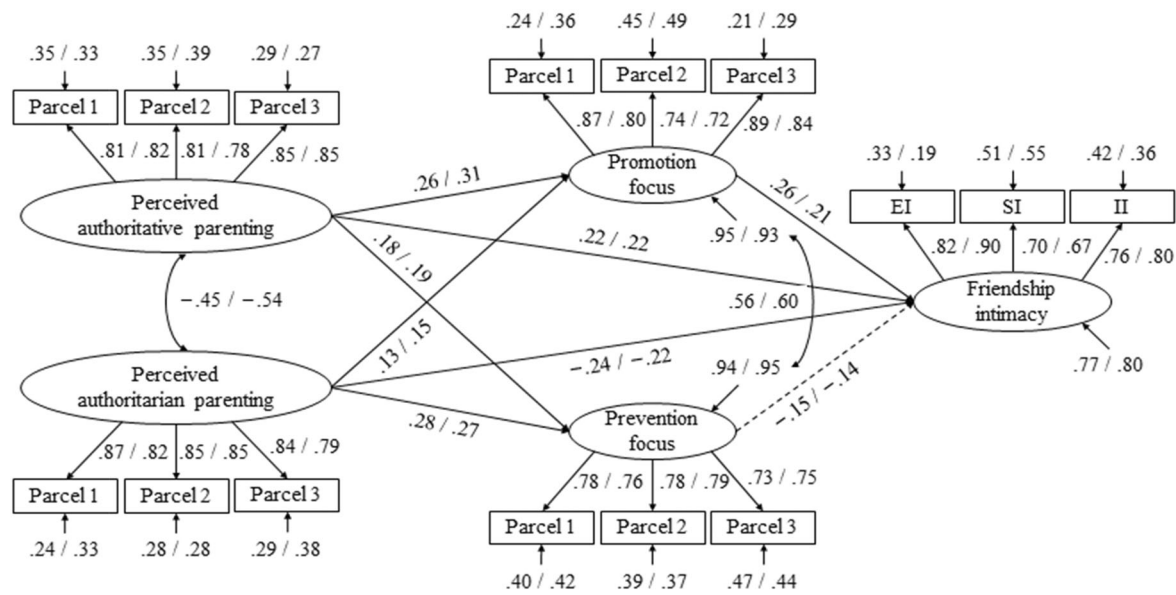 .24 / .36 .45 / .49 .21 / .29
.35 / .33 .35 / .39 .29 / .27
Parcel 1 Parcel 2 Parcel 3
Parcel 1 Parcel 2 Parcel 3
.87 / .80 .74 / .72 .89 / .84
.81 / .82 .81 / .78 .85 / .85
.33 / .19 .51 / .55 .42 / .36
Promotion
focus
.26 / .31
.26 / .21
Perceived
authoritative parenting
EI SI II
.18 / .19
.22 / .22
.95 / .93
.82 / .90 .70 / .67 .76 / .80
−.45 / −.54
.56 / .60
Friendship
intimacy
.13 / .15
−.24 / −.22
.94 / .95
−.15 / −.14
.77 / .80
Perceived
authoritarian parenting
.28 / .27
Prevention
focus
.87 / .82 .85 / .85 .84 / .79
.78 / .76 .78 / .79 .73 / .75
Parcel 1 Parcel 2 Parcel 3
Parcel 1 Parcel 2 Parcel 3
.24 / .33 .28 / .28 .29 / .38
.40 / .42 .39 / .37 .47 / .44